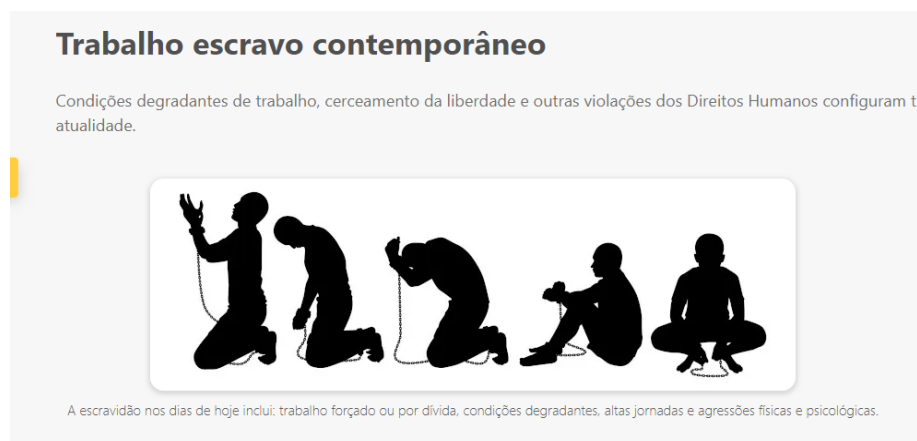 Trabalho escravo contemporâneo
Condições degradantes de trabalho, cerceamento da liberdade e outras violações dos Direitos Humanos configuram
atualidade.
A escravidão nos dias de hoje inclui: trabalho forçado ou por dívida, condições degradantes, altas jornadas e agressões físicas e psicológicas.